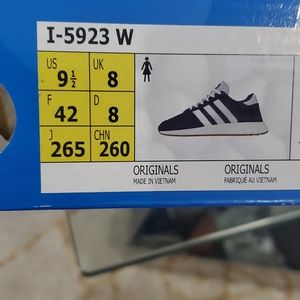 I-5923 W
US 9½ UK 8
F 42 D 8
J 265 CHN 260
ORIGINALS ORIGINALS
MADE IN VIETNAM FABRIQUÉ AU VIETNAM